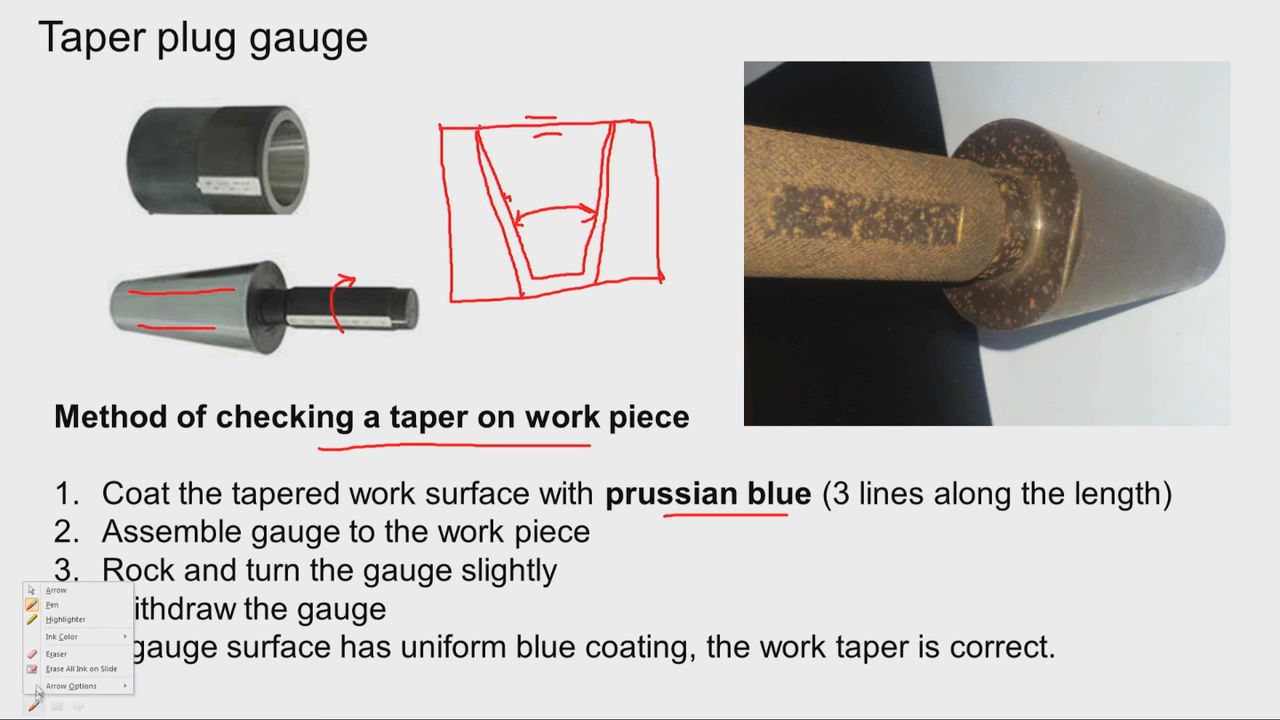 Taper plug gauge
Method of checking a taper on work piece
1. Coat the tapered work surface with prussian blue (3 lines along the length)
2. Assemble gauge to the work piece
3. Rock and turn the gauge slightly
ithdraw the gauge
gauge surface has uniform blue coating, the work taper is correct.
Arrow
Pen
Highlighter
Ink Color
Eraser
Erase All Ink on Slide
Arrow Options